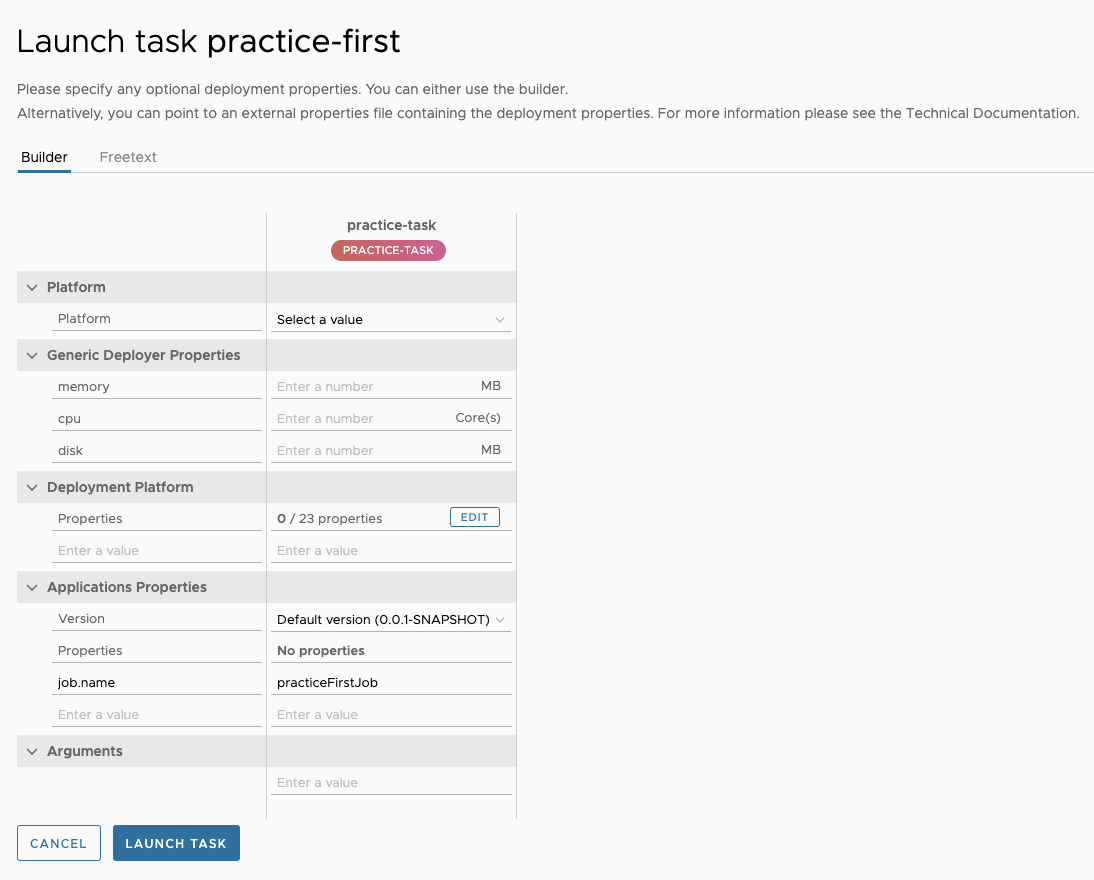 Launch task practice-first
Please specify any optional deployment properties. You can either use the builder.
Alternatively, you can point to an external properties file containing the deployment properties. For more information please see the Technical Documentation.
Builder Freetext
practice-task
PRACTICE-TASK
Platform
Platform Select a value
Generic Deployer Properties
memory Enter a number MB
cpu Enter a number Core(s)
disk Enter a number MB
Deployment Platform
Properties 0 / 23 properties EDIT
Enter a value Enter a value
Applications Properties
Version Default version (0.0.1-SNAPSHOT)
Properties No properties
job.name practiceFirstJob
Enter a value Enter a value
Arguments
Enter a value
CANCEL LAUNCH TASK